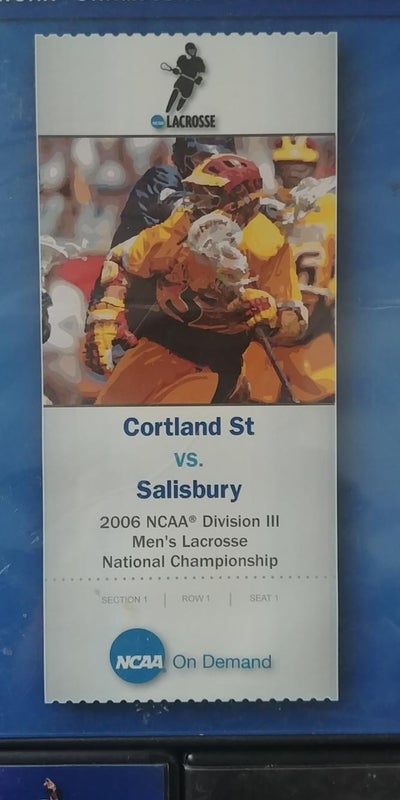 NCAA LACROSSE
Cortland St
vs.
Salisbury
2006 NCAA® Division III
Men's Lacrosse
National Championship
SECTION 1 | ROW 1 | SEAT 1
NCAA On Demand